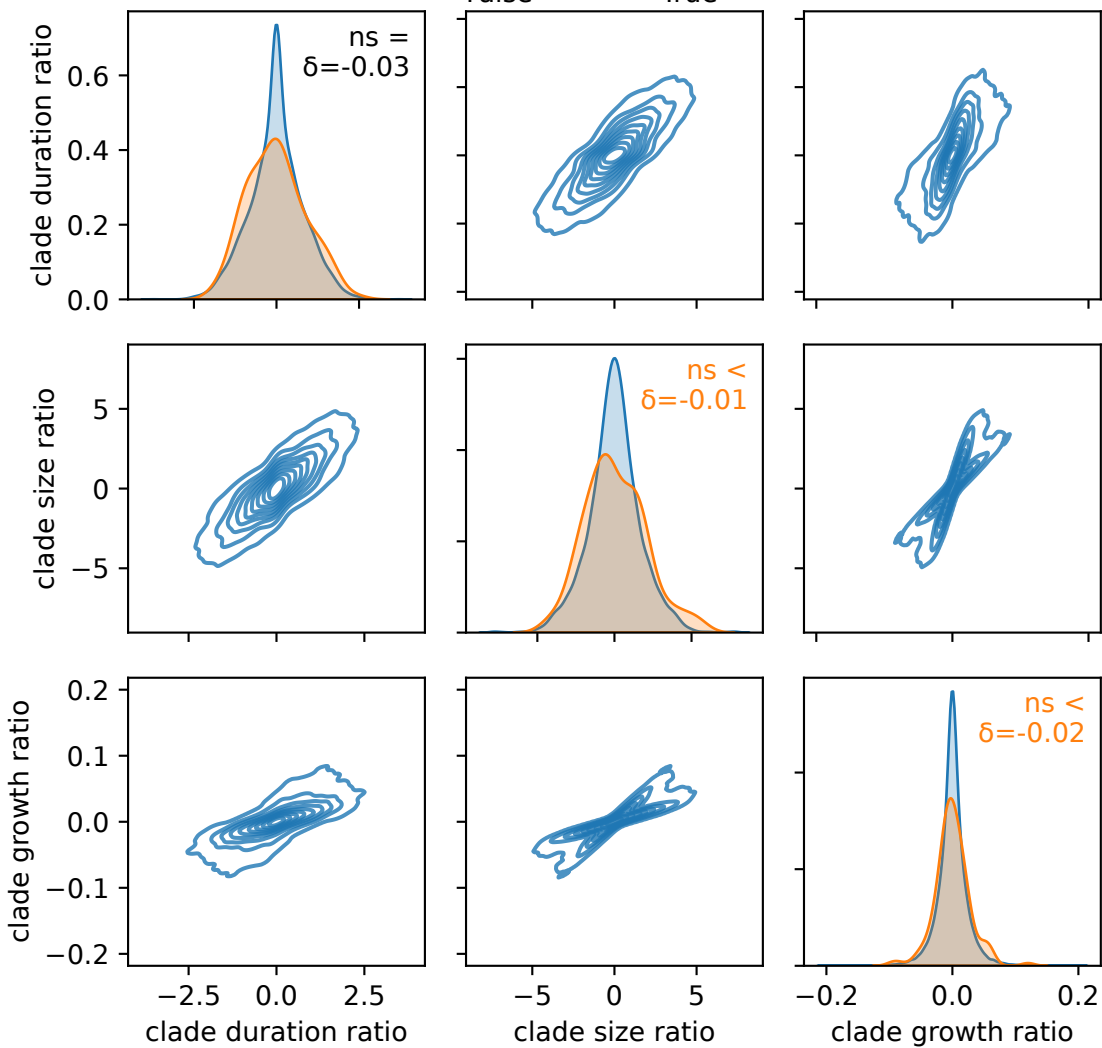 clade duration ratio
0.6
0.4
0.2
0.0
ns =
δ=-0.03
clade size ratio
5
0
−5
ns <
δ=-0.01
clade growth ratio
0.2
0.1
0.0
−0.1
−0.2
ns <
δ=-0.02
−2.5 0.0 2.5
clade duration ratio
−5 0 5
clade size ratio
−0.2 0.0 0.2
clade growth ratio